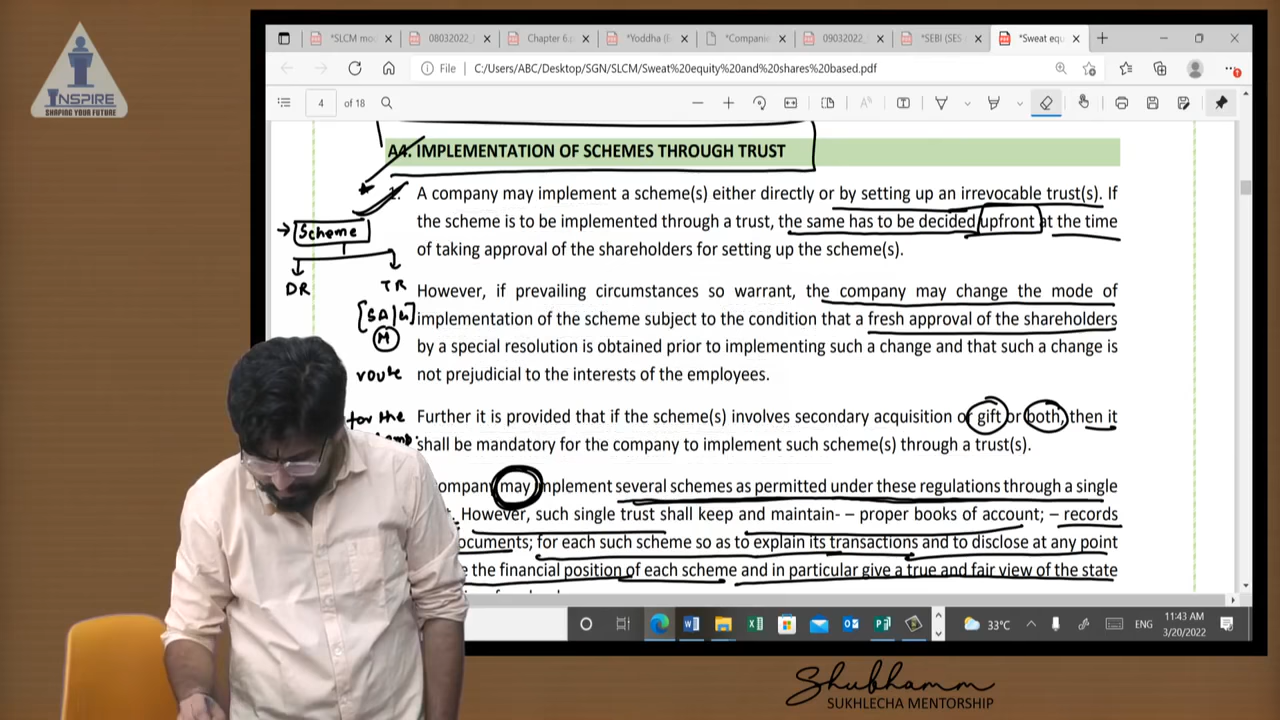 INSPIRE
SHAPING YOUR FUTURE
*SLCM mo
08032022_
Chapter 6.
*Yoddha (E
*Companie
09032022_
*SEBI (SES
*Sweat equ
File
C:/Users/ABC/Desktop/SGN/SLCM/Sweat%20equity%20and%20shares%20based.pdf
4 of 18
A4. IMPLEMENTATION OF SCHEMES THROUGH TRUST
1. A company may implement a scheme(s) either directly or by setting up an irrevocable trust(s). If
the scheme is to be implemented through a trust, the same has to be decided upfront at the time
of taking approval of the shareholders for setting up the scheme(s).
Scheme
DR
TR
However, if prevailing circumstances so warrant, the company may change the mode of
implementation of the scheme subject to the condition that a fresh approval of the shareholders
by a special resolution is obtained prior to implementing such a change and that such a change is
not prejudicial to the interests of the employees.
M
route
for the
Further it is provided that if the scheme(s) involves secondary acquisition or gift or both, then it
shall be mandatory for the company to implement such scheme(s) through a trust(s).
ompany may implement several schemes as permitted under these regulations through a single
However, such single trust shall keep and maintain- – proper books of account; – records
ocuments; for each such scheme so as to explain its transactions and to disclose at any point
e the financial position of each scheme and in particular give a true and fair view of the state
33°C
ENG
11:43 AM
3/20/2022
Shubhamm
SUKHLECHA MENTORSHIP